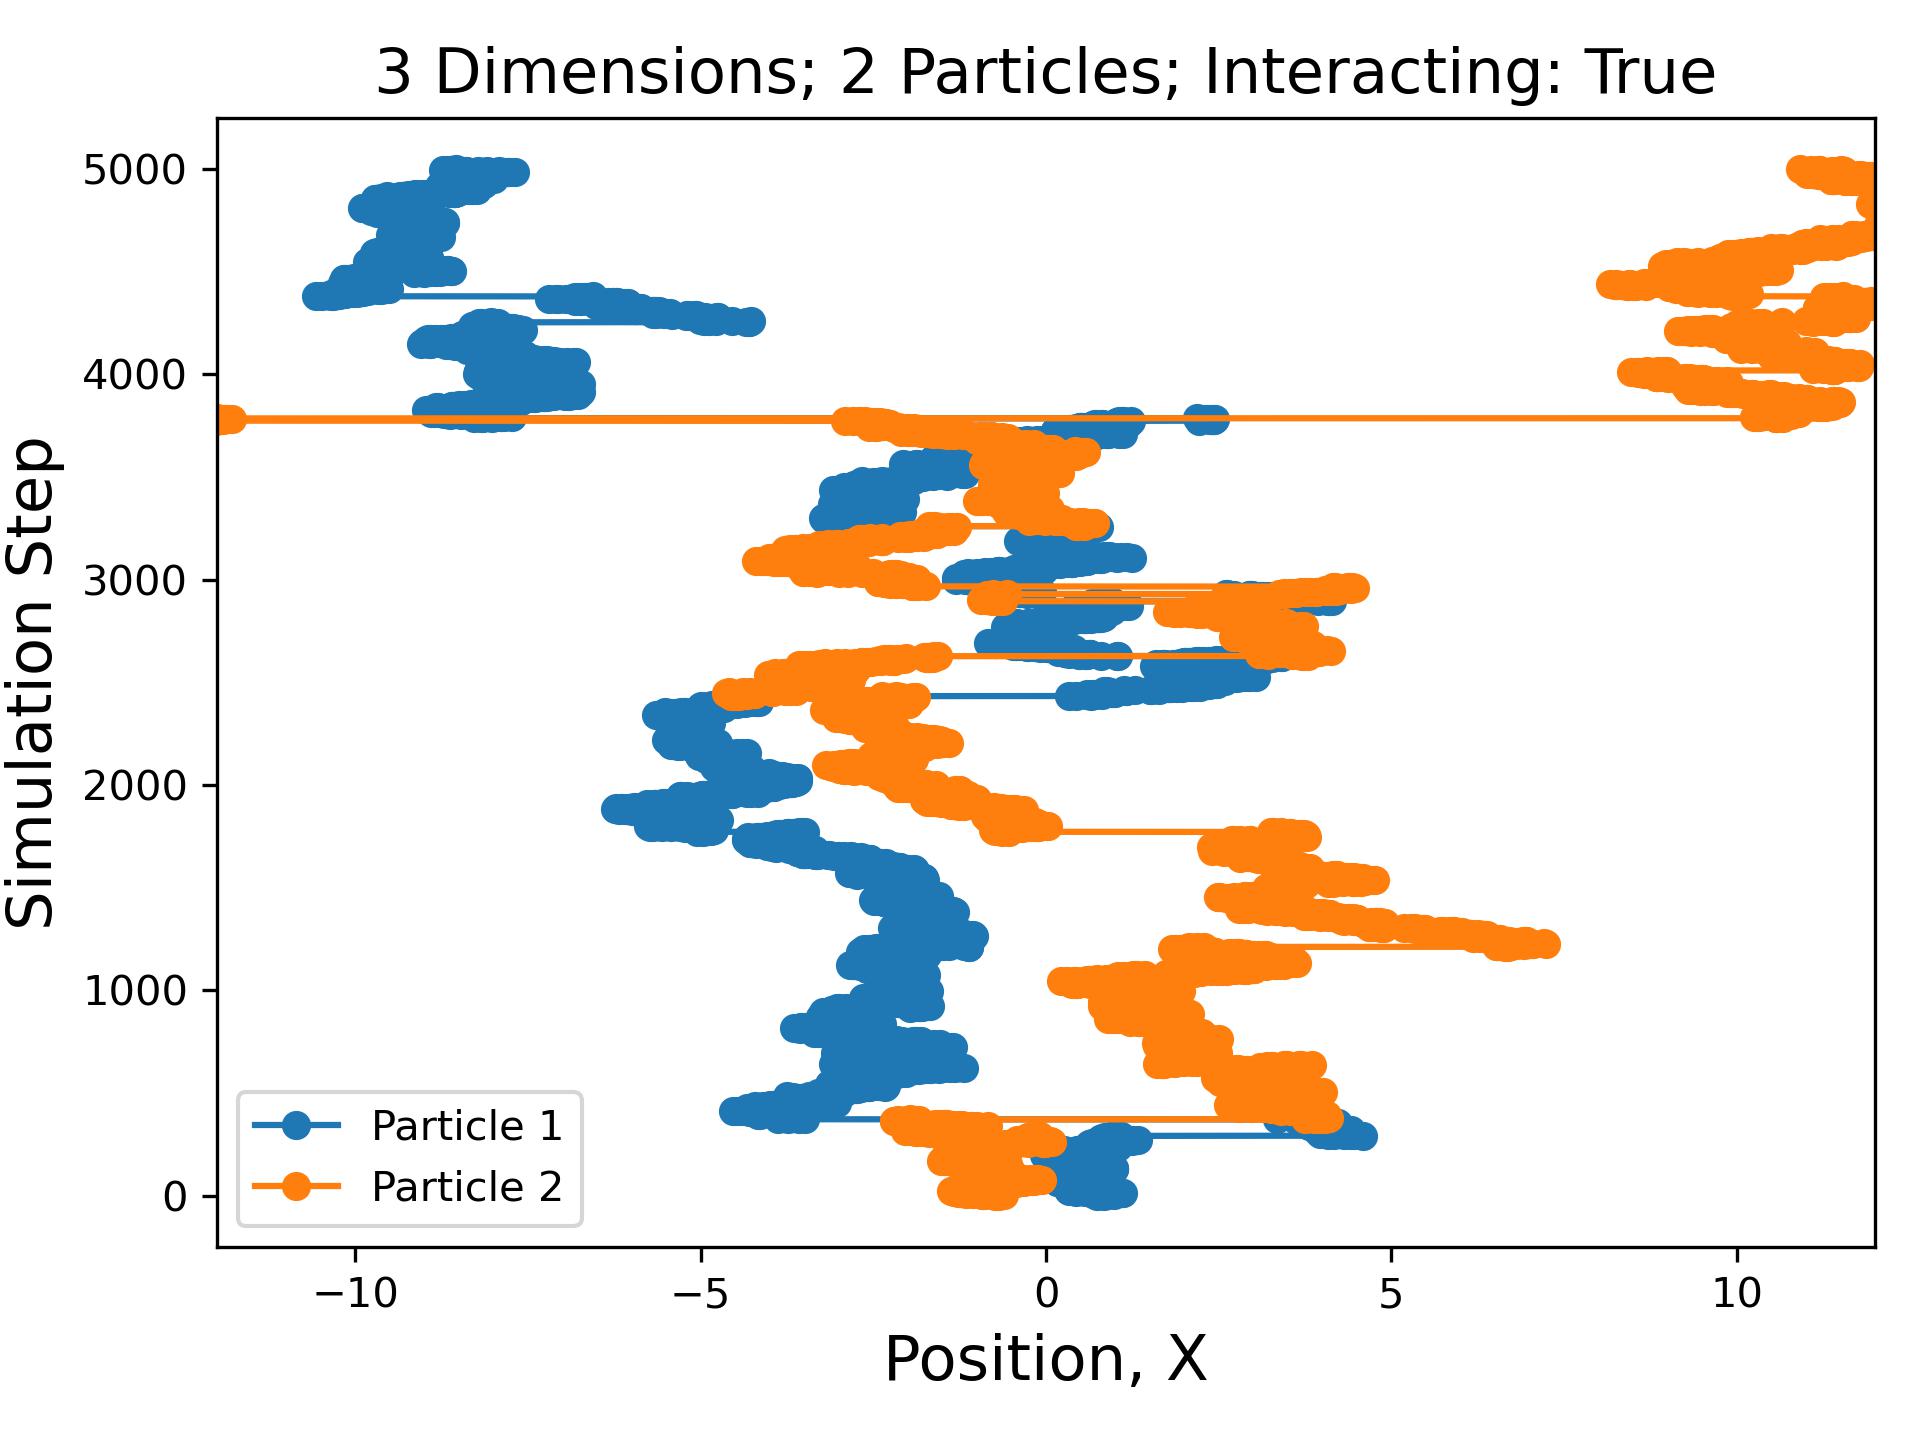 3 Dimensions; 2 Particles; Interacting: True
Simulation Step
5000
4000
3000
2000
1000
0
Particle 1
Particle 2
−10
−5
0
5
10
Position, X